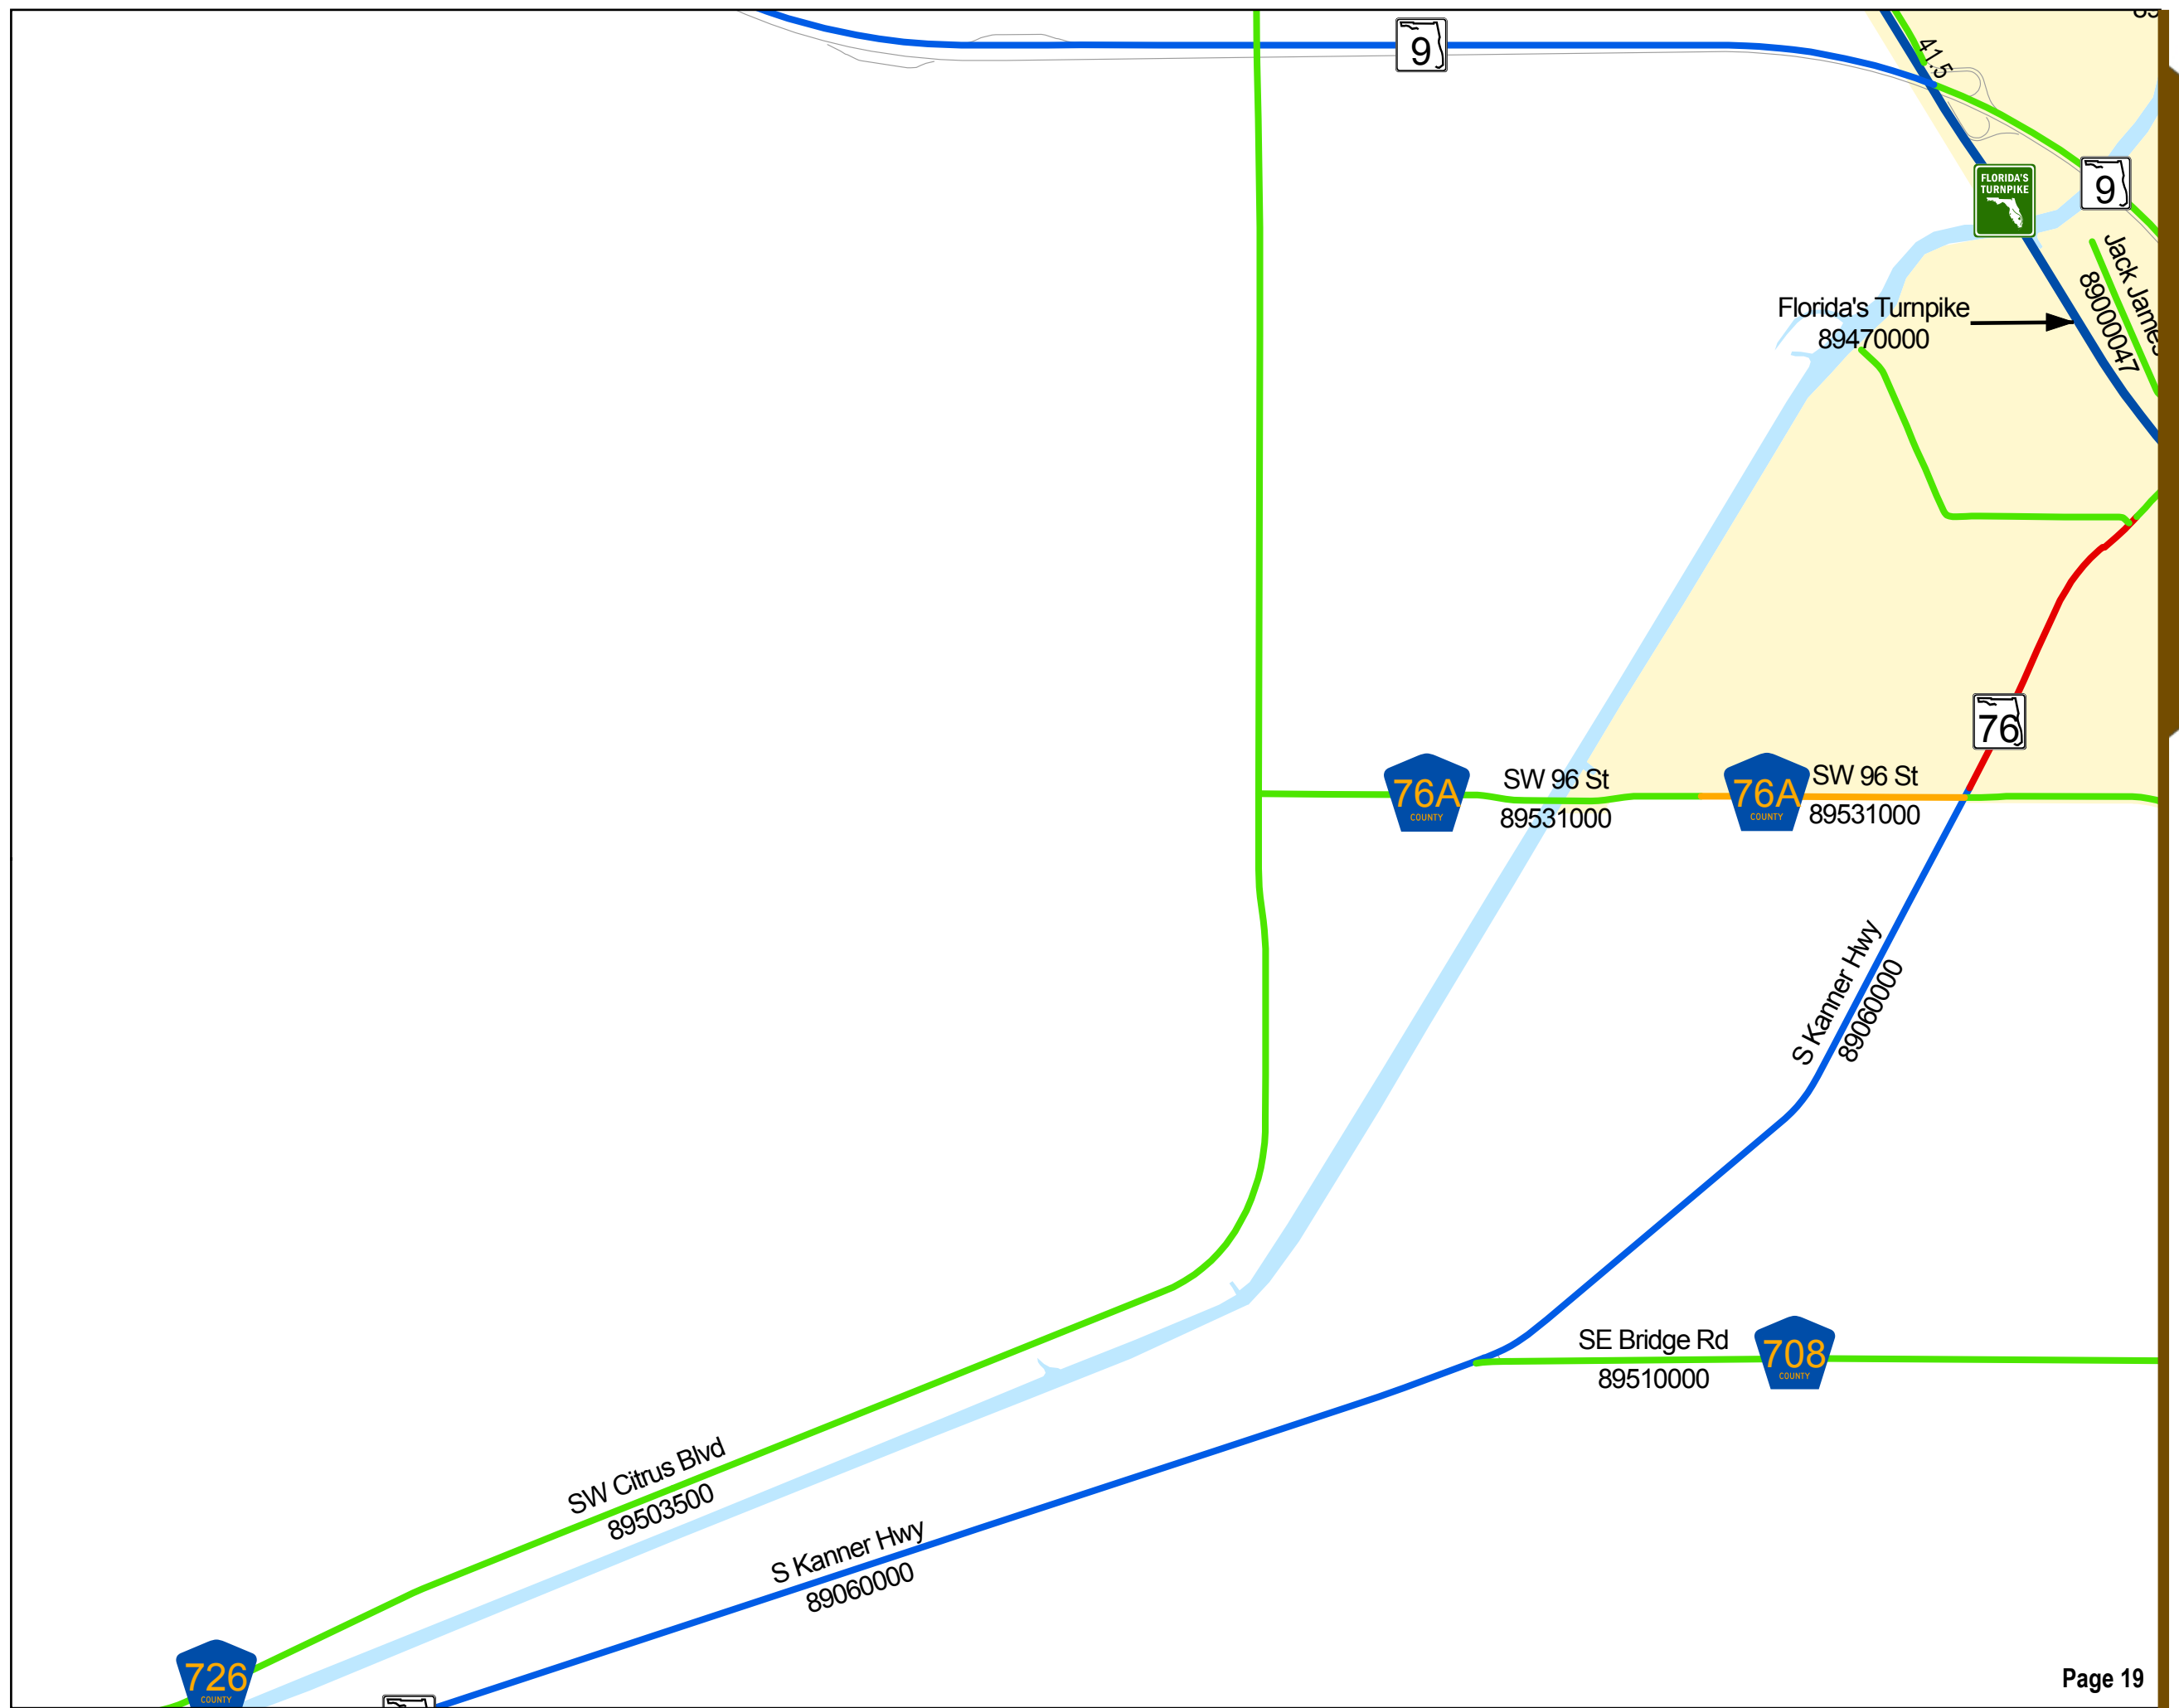 9
41.5
FLORIDA'S
TURNPIKE
9
Jack James
89000047
Florida's Turnpike
89470000
76
76A
COUNTY
SW 96 St
89531000
76A
COUNTY
SW 96 St
89531000
S Kanner Hwy
89060000
SE Bridge Rd
89510000
708
COUNTY
SW Citrus Blvd
89503500
S Kanner Hwy
89060000
726
COUNTY
Page 19